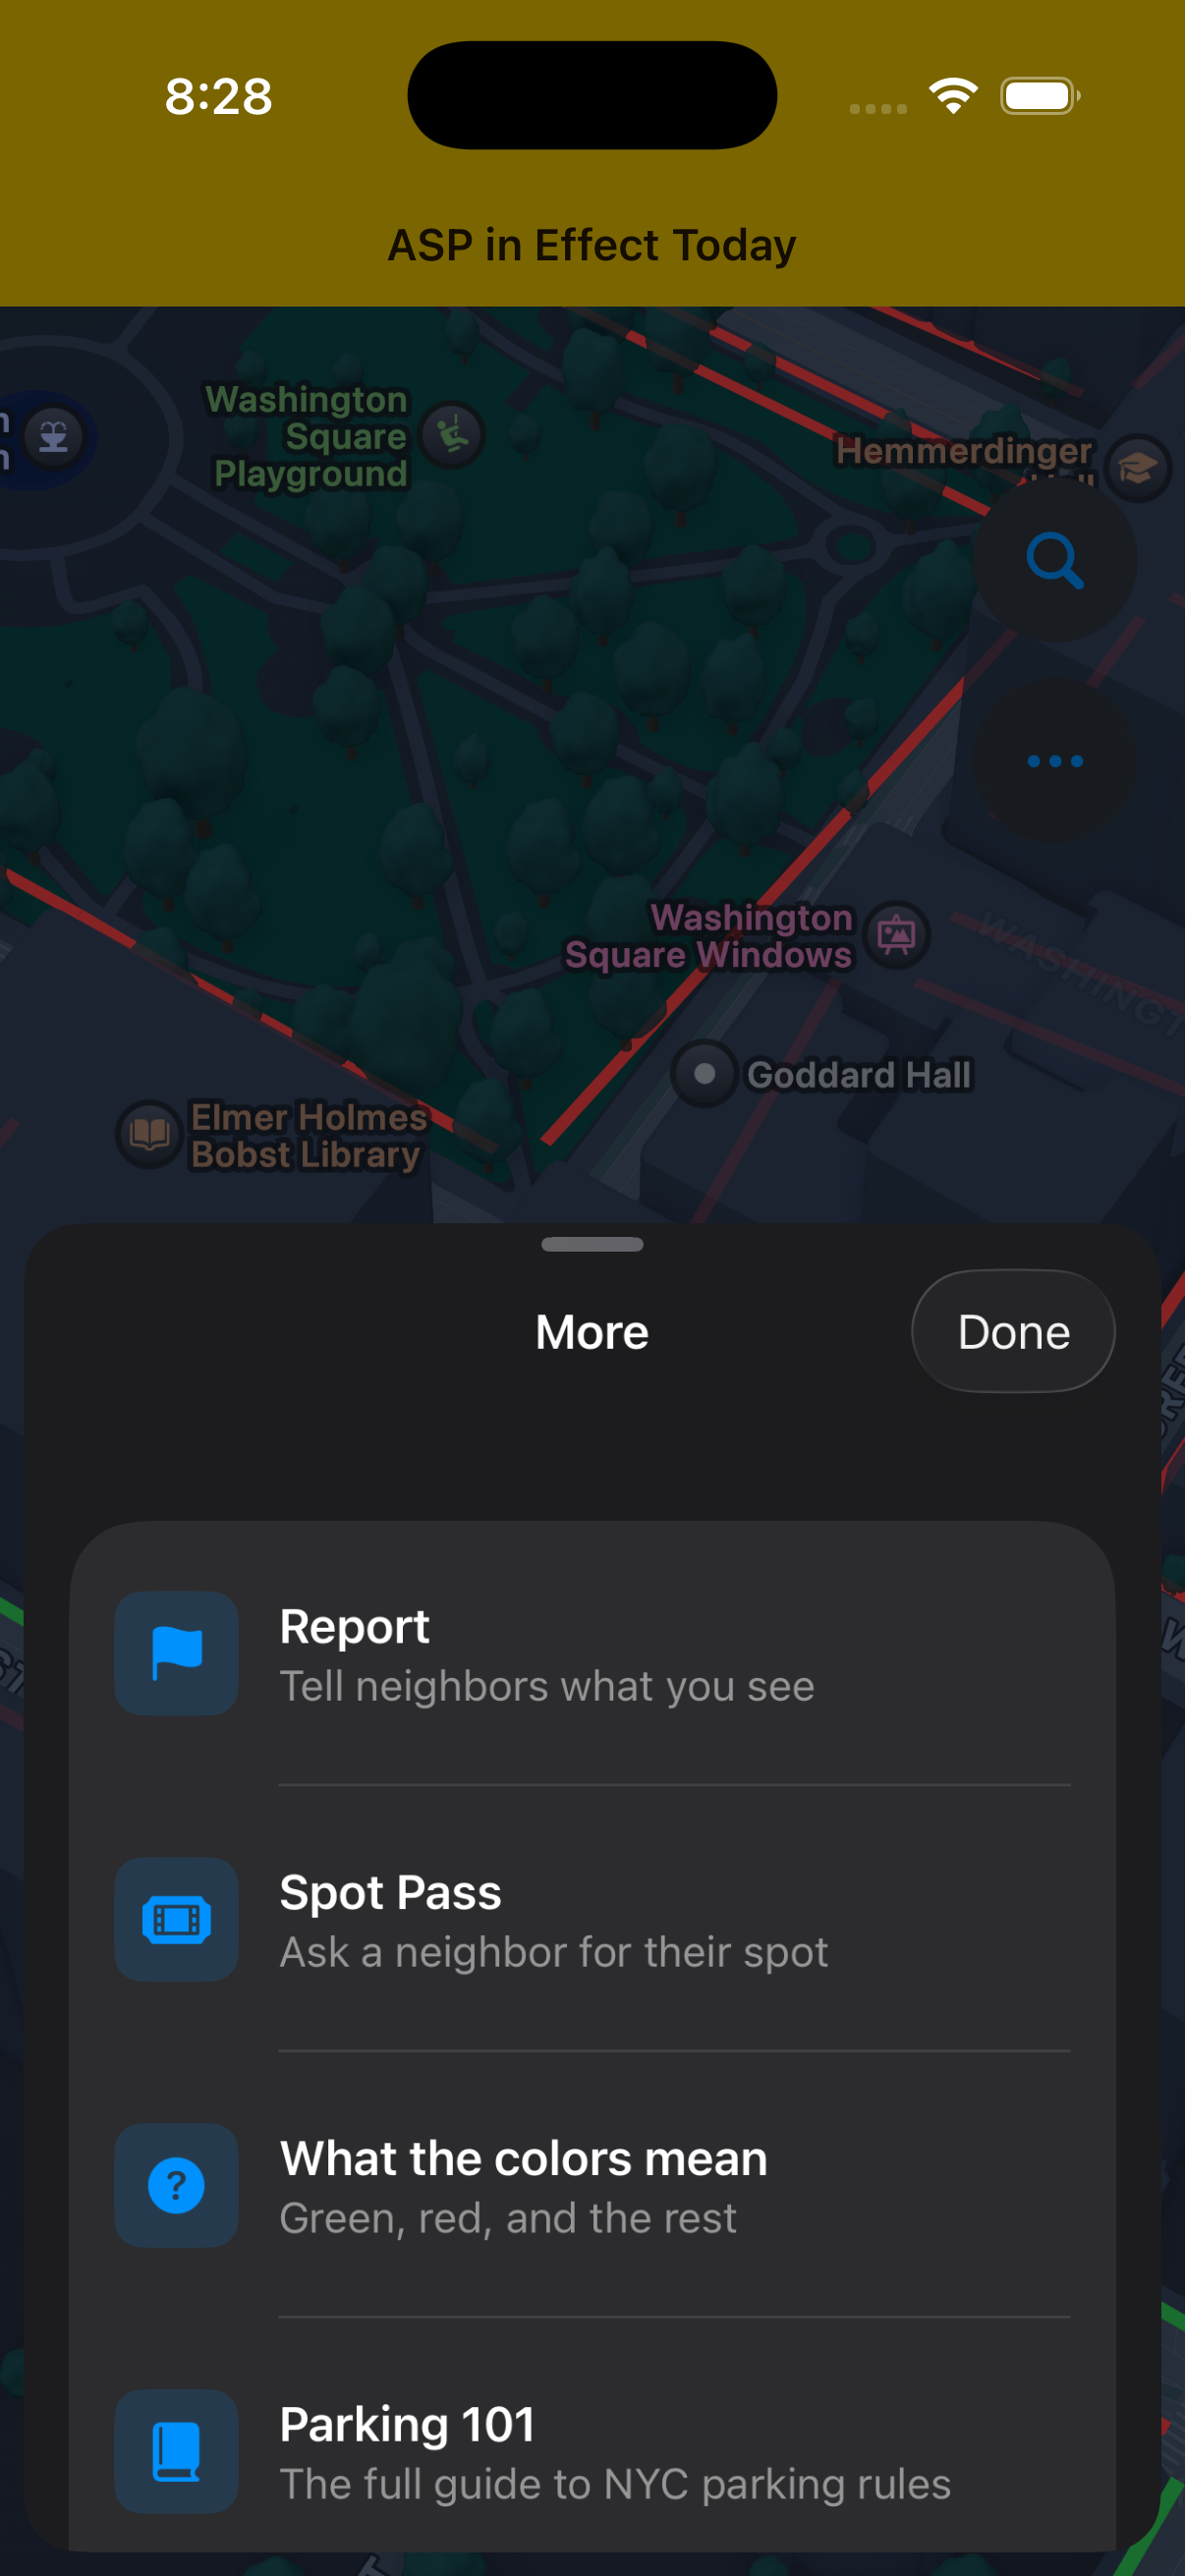 8:28
ASP in Effect Today
Washington
Square
Playground
Hemmerdinger
Washington
Square Windows
Goddard Hall
Elmer Holmes
Bobst Library
More
Done
Report
Tell neighbors what you see
Spot Pass
Ask a neighbor for their spot
What the colors mean
Green, red, and the rest
Parking 101
The full guide to NYC parking rules